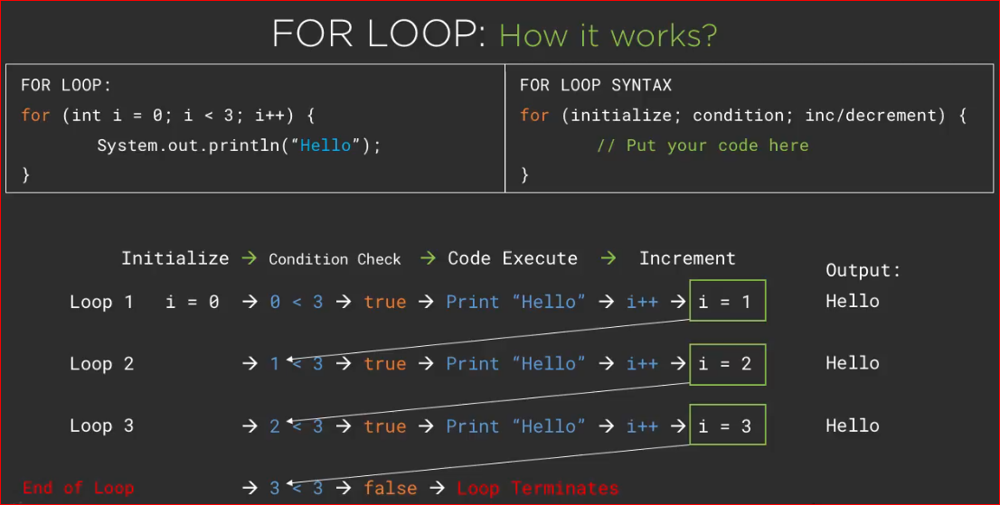 FOR LOOP: How it works?
FOR LOOP:
for (int i = 0; i < 3; i++) {
System.out.println(“Hello”);
}
FOR LOOP SYNTAX
for (initialize; condition; inc/decrement) {
// Put your code here
}
Initialize → Condition Check → Code Execute → Increment
Output:
Loop 1 i = 0 → 0 < 3 → true → Print “Hello” → i++ → i = 1 Hello
Loop 2 → 1 < 3 → true → Print “Hello” → i++ → i = 2 Hello
Loop 3 → 2 < 3 → true → Print “Hello” → i++ → i = 3 Hello
End of Loop → 3 < 3 → false → Loop Terminates